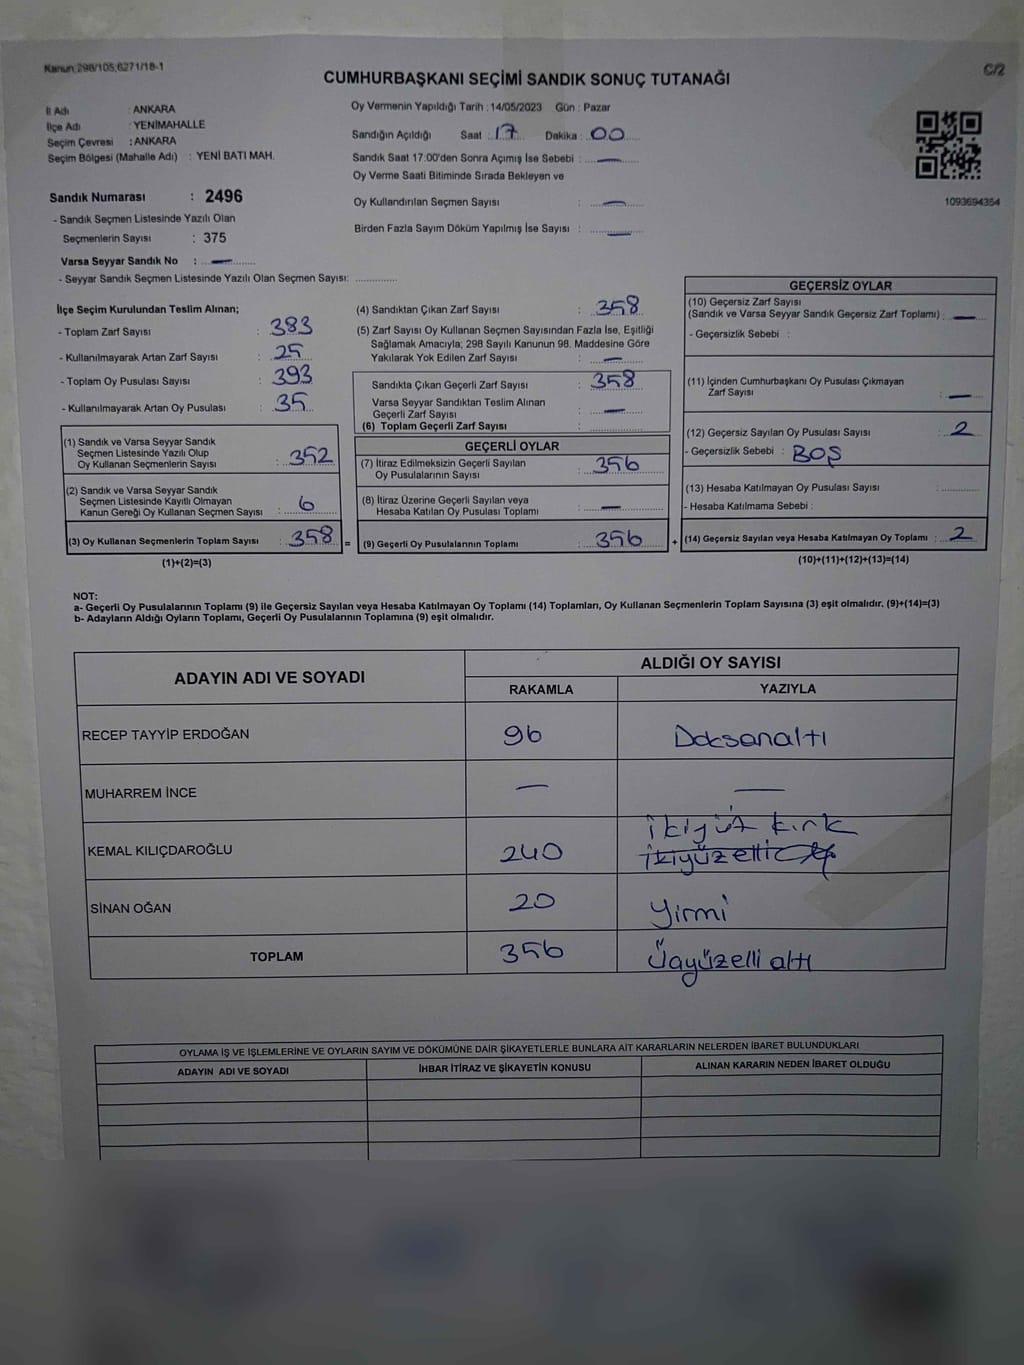 Kanun:298/105,6271/18-1
C/2
CUMHURBAŞKANI SEÇİMİ SANDIK SONUÇ TUTANAĞI
İl Adı : ANKARA
İlçe Adı : YENİMAHALLE
Seçim Çevresi : ANKARA
Seçim Bölgesi (Mahalle Adı) : YENİ BATI MAH.
Oy Vermenin Yapıldığı Tarih : 14/05/2023 Gün : Pazar
Sandığın Açıldığı Saat : 17 Dakika : 00
Sandık Saat 17:00'den Sonra Açımış İse Sebebi : —
Oy Verme Saati Bitiminde Sırada Bekleyen ve
Oy Kullandırılan Seçmen Sayısı : —
Birden Fazla Sayım Döküm Yapılmış İse Sayısı : —
1093694354
Sandık Numarası : 2496
- Sandık Seçmen Listesinde Yazılı Olan
Seçmenlerin Sayısı : 375
Varsa Seyyar Sandık No : —
- Seyyar Sandık Seçmen Listesinde Yazılı Olan Seçmen Sayısı: ..............
İlçe Seçim Kurulundan Teslim Alınan;
- Toplam Zarf Sayısı : 383
- Kullanılmayarak Artan Zarf Sayısı : 25
- Toplam Oy Pusulası Sayısı : 393
- Kullanılmayarak Artan Oy Pusulası : 35
(1) Sandık ve Varsa Seyyar Sandık
Seçmen Listesinde Yazılı Olup
Oy Kullanan Seçmenlerin Sayısı : 352
(2) Sandık ve Varsa Seyyar Sandık
Seçmen Listesinde Kayıtlı Olmayan
Kanun Gereği Oy Kullanan Seçmen Sayısı : 6
(3) Oy Kullanan Seçmenlerin Toplam Sayısı : 358
(1)+(2)=(3)
(4) Sandıktan Çıkan Zarf Sayısı : 358
(5) Zarf Sayısı Oy Kullanan Seçmen Sayısından Fazla İse, Eşitliği
Sağlamak Amacıyla; 298 Sayılı Kanunun 98. Maddesine Göre
Yakılarak Yok Edilen Zarf Sayısı : —
Sandıkta Çıkan Geçerli Zarf Sayısı : 358
Varsa Seyyar Sandıktan Teslim Alınan
Geçerli Zarf Sayısı : —
(6) Toplam Geçerli Zarf Sayısı : ..............
GEÇERLİ OYLAR
(7) İtiraz Edilmeksizin Geçerli Sayılan
Oy Pusulalarının Sayısı : 356
(8) İtiraz Üzerine Geçerli Sayılan veya
Hesaba Katılan Oy Pusulası Toplamı : —
= (9) Geçerli Oy Pusulalarının Toplamı : 356
GEÇERSİZ OYLAR
(10) Geçersiz Zarf Sayısı
(Sandık ve Varsa Seyyar Sandık Geçersiz Zarf Toplamı) : —
- Geçersizlik Sebebi :
(11) İçinden Cumhurbaşkanı Oy Pusulası Çıkmayan
Zarf Sayısı : —
(12) Geçersiz Sayılan Oy Pusulası Sayısı : 2
- Geçersizlik Sebebi : BOŞ
(13) Hesaba Katılmayan Oy Pusulası Sayısı : ..............
- Hesaba Katılmama Sebebi :
+ (14) Geçersiz Sayılan veya Hesaba Katılmayan Oy Toplamı : 2
(10)+(11)+(12)+(13)=(14)
NOT:
a- Geçerli Oy Pusulalarının Toplamı (9) ile Geçersiz Sayılan veya Hesaba Katılmayan Oy Toplamı (14) Toplamları, Oy Kullanan Seçmenlerin Toplam Sayısına (3) eşit olmalıdır. (9)+(14)=(3)
b- Adayların Aldığı Oyların Toplamı, Geçerli Oy Pusulalarının Toplamına (9) eşit olmalıdır.
ADAYIN ADI VE SOYADI
ALDIĞI OY SAYISI
RAKAMLA YAZIYLA
RECEP TAYYİP ERDOĞAN 96 Doksanaltı
MUHARREM İNCE — —
ikiyüz kırk
KEMAL KILIÇDAROĞLU 240 ikiyüzelli
SİNAN OĞAN 20 Yirmi
TOPLAM 356 Üçyüzelli altı
OYLAMA İŞ VE İŞLEMLERİNE VE OYLARIN SAYIM VE DÖKÜMÜNE DAİR ŞİKAYETLERLE BUNLARA AİT KARARLARIN NELERDEN İBARET BULUNDUKLARI
ADAYIN ADI VE SOYADI İHBAR İTİRAZ VE ŞİKAYETİN KONUSU ALINAN KARARIN NEDEN İBARET OLDUĞU